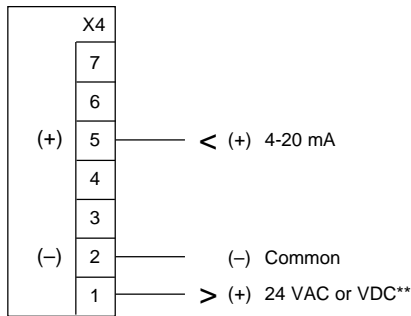 X4
7
6
(+) 5 < (+) 4-20 mA
4
3
(–) 2 (–) Common
1 > (+) 24 VAC or VDC**